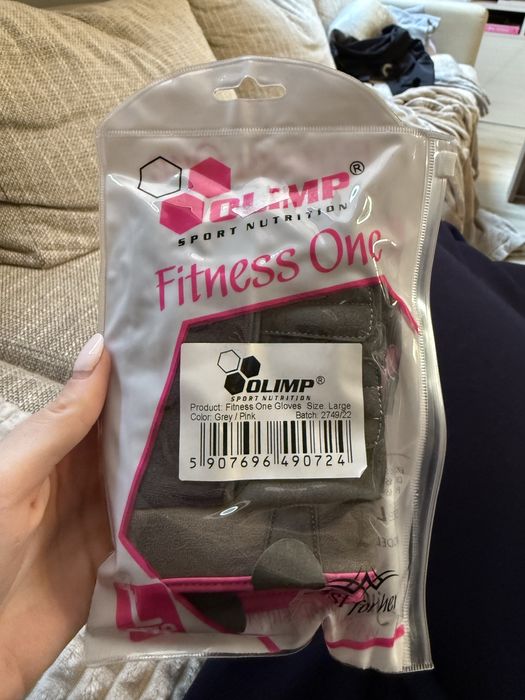 OLIMP®
SPORT NUTRITION
Fitness One
OLIMP®
SPORT NUTRITION
Product: Fitness One Gloves Size: Large
Color: Grey / Pink Batch: 2749/22
5 907696 490724
L